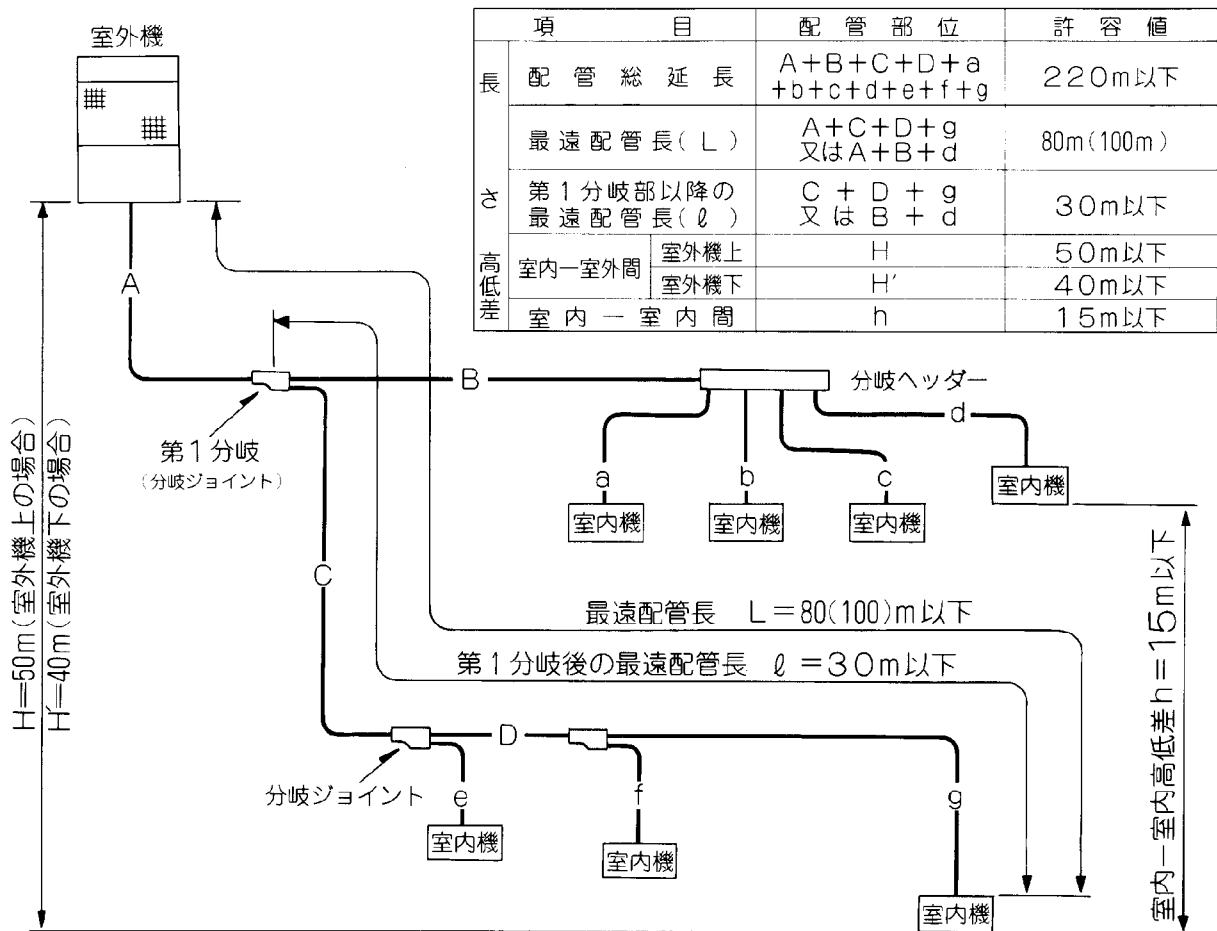 室外機
項目 配管部位 許容値
長さ
配管総延長
A+B+C+D+a
+b+c+d+e+f+g
220m以下
最遠配管長(L)
A+C+D+g
又はA+B+d
80m(100m)
第1分岐部以降の
最遠配管長(ℓ)
C+D+g
又はB+d
30m以下
高低差
室内ー室外間
室外機上 H 50m以下
室外機下 H′ 40m以下
室内ー室内間 h 15m以下
A
B
分岐ヘッダー
第1分岐
(分岐ジョイント)
a
b
c
d
室内機
室内機
室内機
室内機
C
最遠配管長 L=80(100)m以下
第1分岐後の最遠配管長 ℓ=30m以下
D
分岐ジョイント
e
f
g
室内機
室内機
室内機
H=50m(室外機上の場合)
H′=40m(室外機下の場合)
室内ー室内高低差h=15m以下